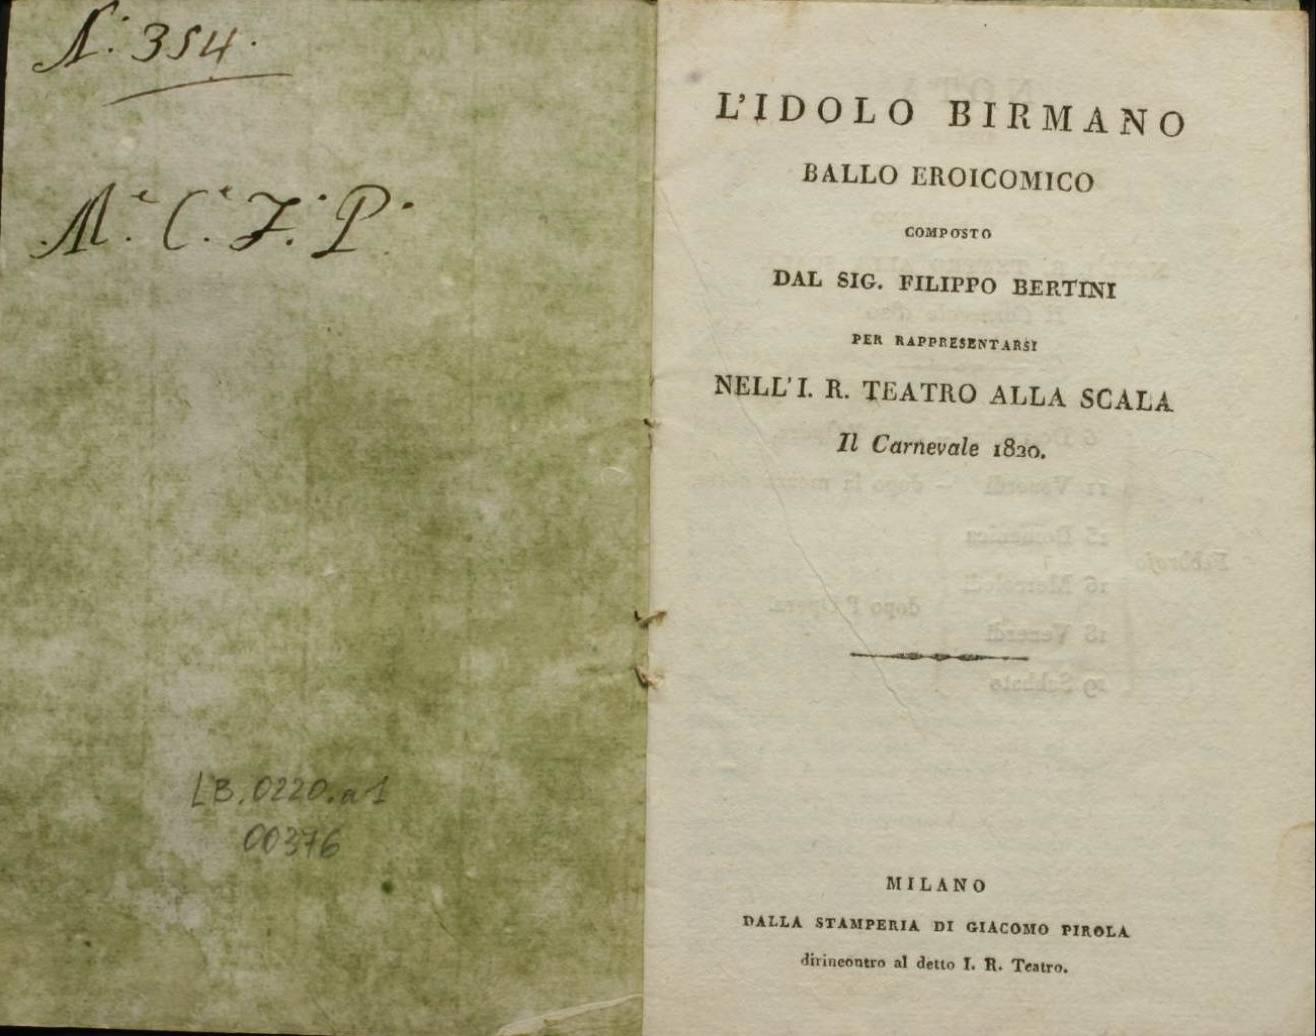 N. 354.
LB.0220.a1
00376
L'IDOLO BIRMANO
BALLO EROICOMICO
COMPOSTO
DAL SIG. FILIPPO BERTINI
PER RAPPRESENTARSI
NELL' I. R. TEATRO ALLA SCALA
Il Carnevale 1820.
MILANO
DALLA STAMPERIA DI GIACOMO PIROLA
dirincontro al detto I. R. Teatro.